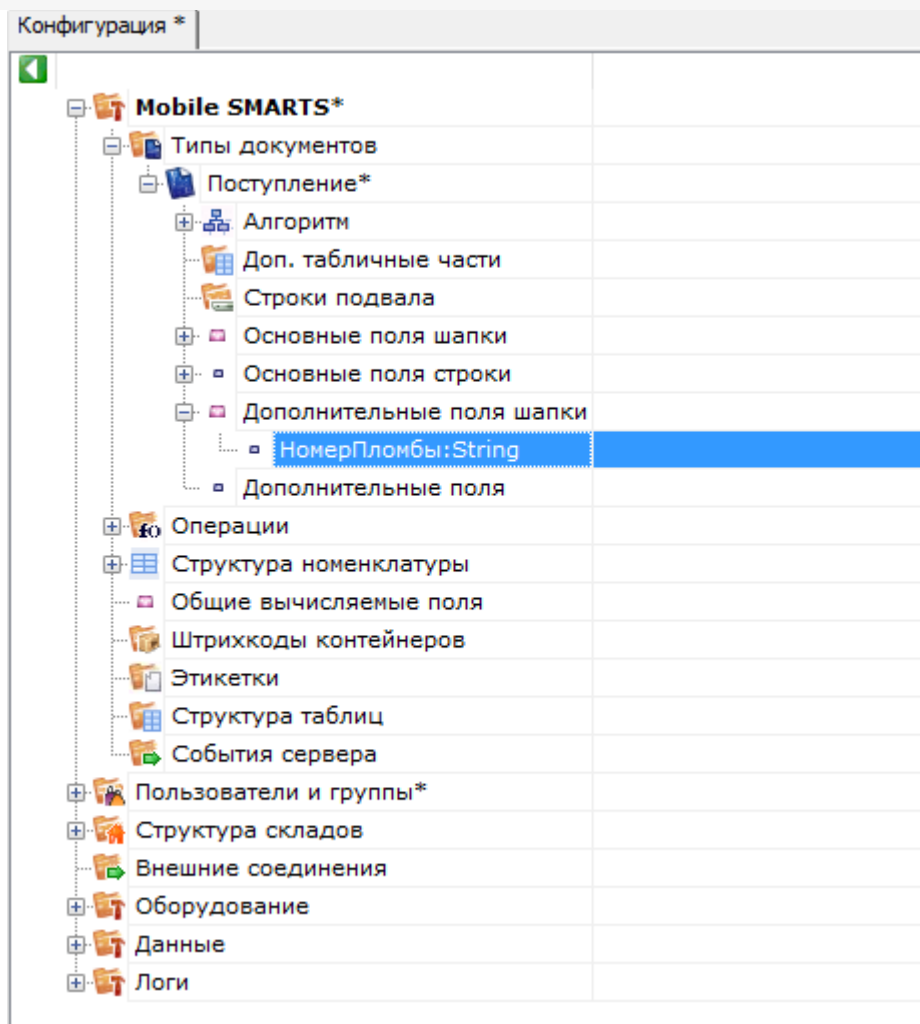 Конфигурация *
Mobile SMARTS*
Типы документов
Поступление*
Алгоритм
Доп. табличные части
Строки подвала
Основные поля шапки
Основные поля строки
Дополнительные поля шапки
НомерПломбы:String
Дополнительные поля
Операции
Структура номенклатуры
Общие вычисляемые поля
Штрихкоды контейнеров
Этикетки
Структура таблиц
События сервера
Пользователи и группы*
Структура складов
Внешние соединения
Оборудование
Данные
Логи